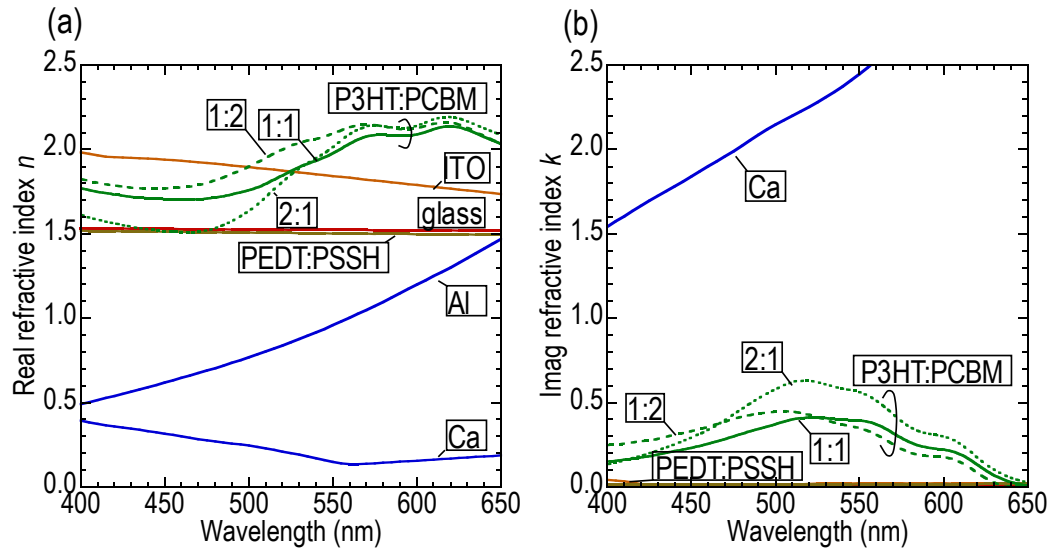 (a)
Real refractive index n
2.5
2.0
1.5
1.0
0.5
0.0
400
450
500
550
600
650
Wavelength (nm)
P3HT:PCBM
1:2
1:1
ITO
2:1
glass
PEDT:PSSH
Al
Ca
(b)
Imag refractive index k
2.5
2.0
1.5
1.0
0.5
0.0
400
450
500
550
600
650
Wavelength (nm)
Ca
2:1
P3HT:PCBM
1:2
1:1
PEDT:PSSH